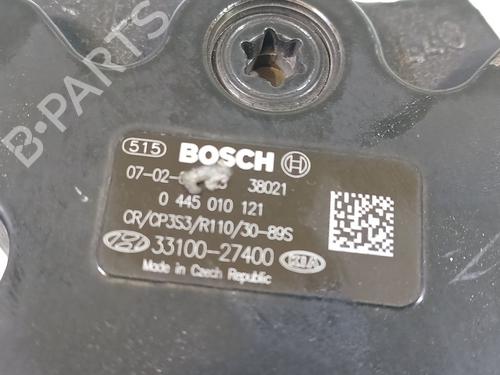 B-PARTS
515 BOSCH
07-02- 38021
0 445 010 121
CR/CP3S3/R110/30-89S
33100-27400 KIA
Made in Czech Republic